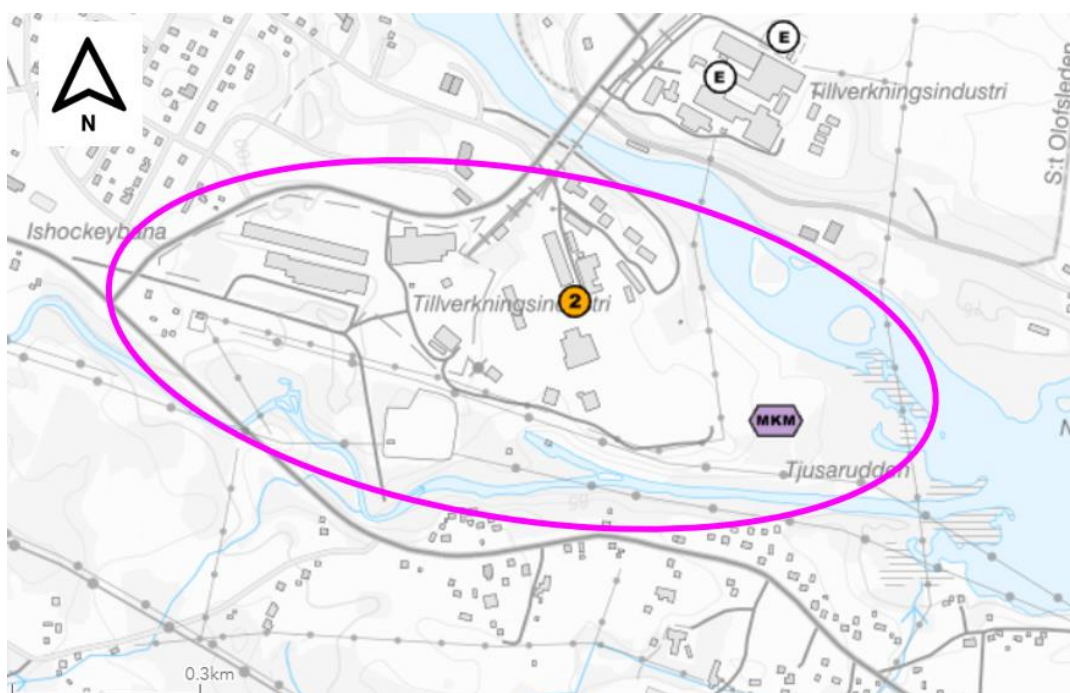 N
E
E
Tillverkningsindustri
S:t Olofsleden
Ishockeybana
Tillverkningsindustri
2
MKM
Tjusarudden
N
0.3km